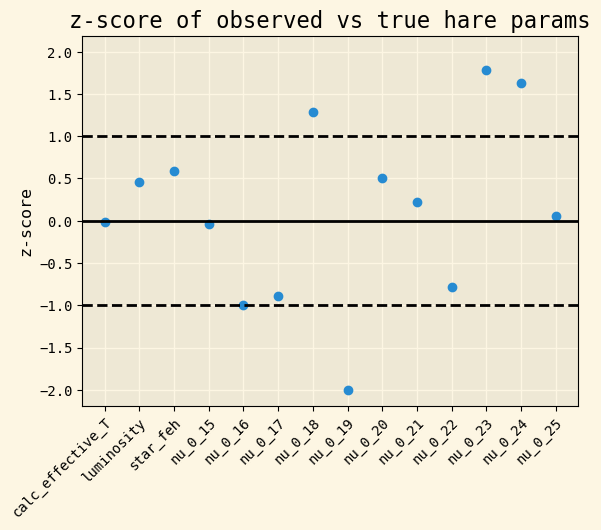 z-score of observed vs true hare params
2.0
1.5
1.0
0.5
0.0
−0.5
−1.0
−1.5
−2.0
z-score
calc_effective_T
luminosity
star_feh
nu_0_15
nu_0_16
nu_0_17
nu_0_18
nu_0_19
nu_0_20
nu_0_21
nu_0_22
nu_0_23
nu_0_24
nu_0_25